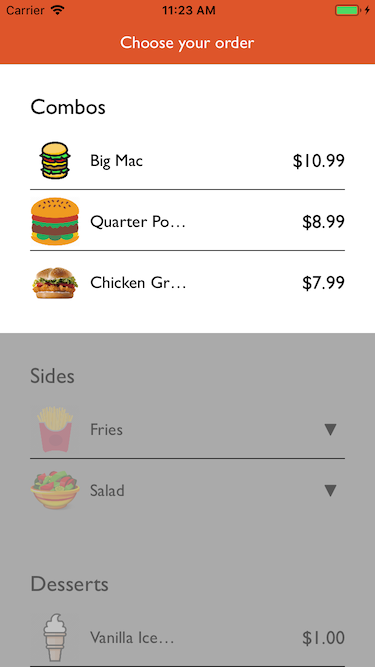 Carrier 11:23 AM
Choose your order
Combos
Big Mac $10.99
Quarter Po... $8.99
Chicken Gr... $7.99
Sides
Fries
Salad
Desserts
Vanilla Ice... $1.00